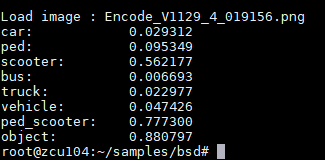 Load image : Encode_V1129_4_019156.png
car: 0.029312
ped: 0.095349
scooter: 0.562177
bus: 0.006693
truck: 0.022977
vehicle: 0.047426
ped_scooter: 0.777300
object: 0.880797
root@zcu104:~/samples/bsd#